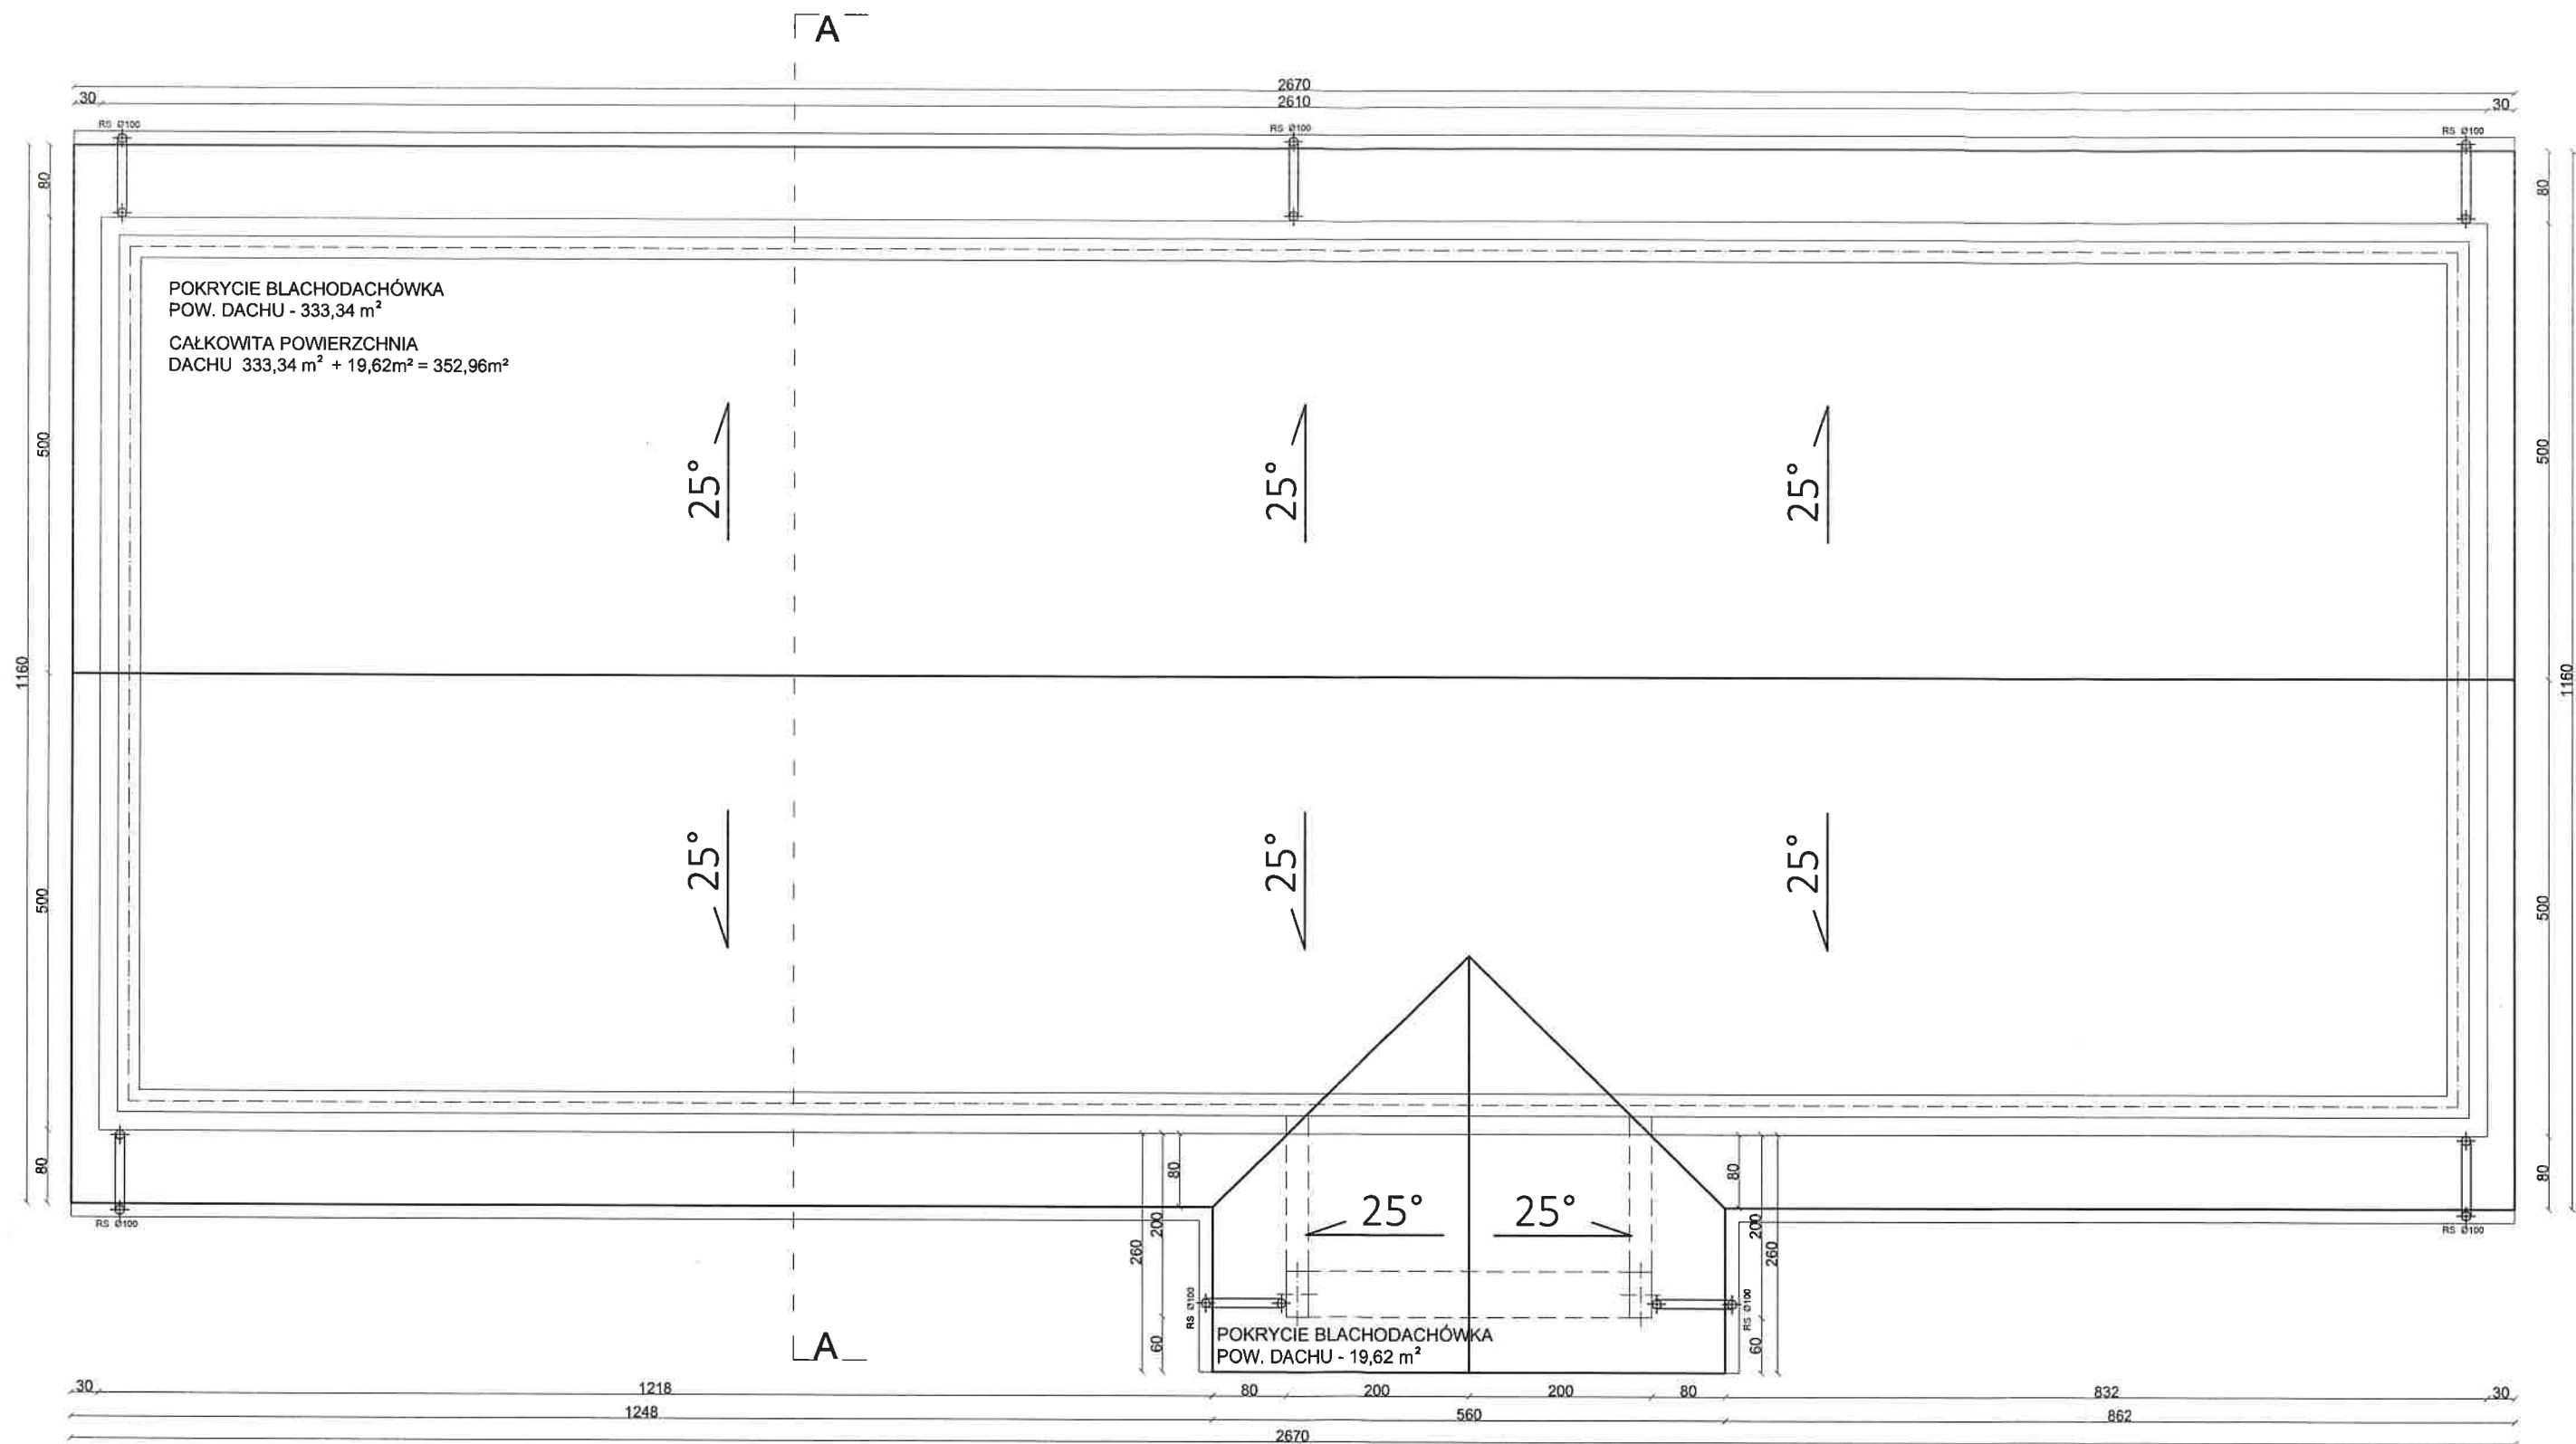 A
2670
30
2610
30
RS Ø100
RS Ø100
RS Ø100
80
80
POKRYCIE BLACHODACHÓWKA
POW. DACHU - 333,34 m²
CAŁKOWITA POWIERZCHNIA
DACHU 333,34 m² + 19,62m² = 352,96m²
500
25°
25°
25°
500
1160
1160
500
25°
25°
25°
500
80
80
80
80
200
260
25°
25°
200
260
RS Ø100
RS Ø100
RS Ø100
RS Ø100
60
60
POKRYCIE BLACHODACHÓWKA
POW. DACHU - 19,62 m²
A
30
1218
80
200
200
80
832
30
1248
560
862
2670